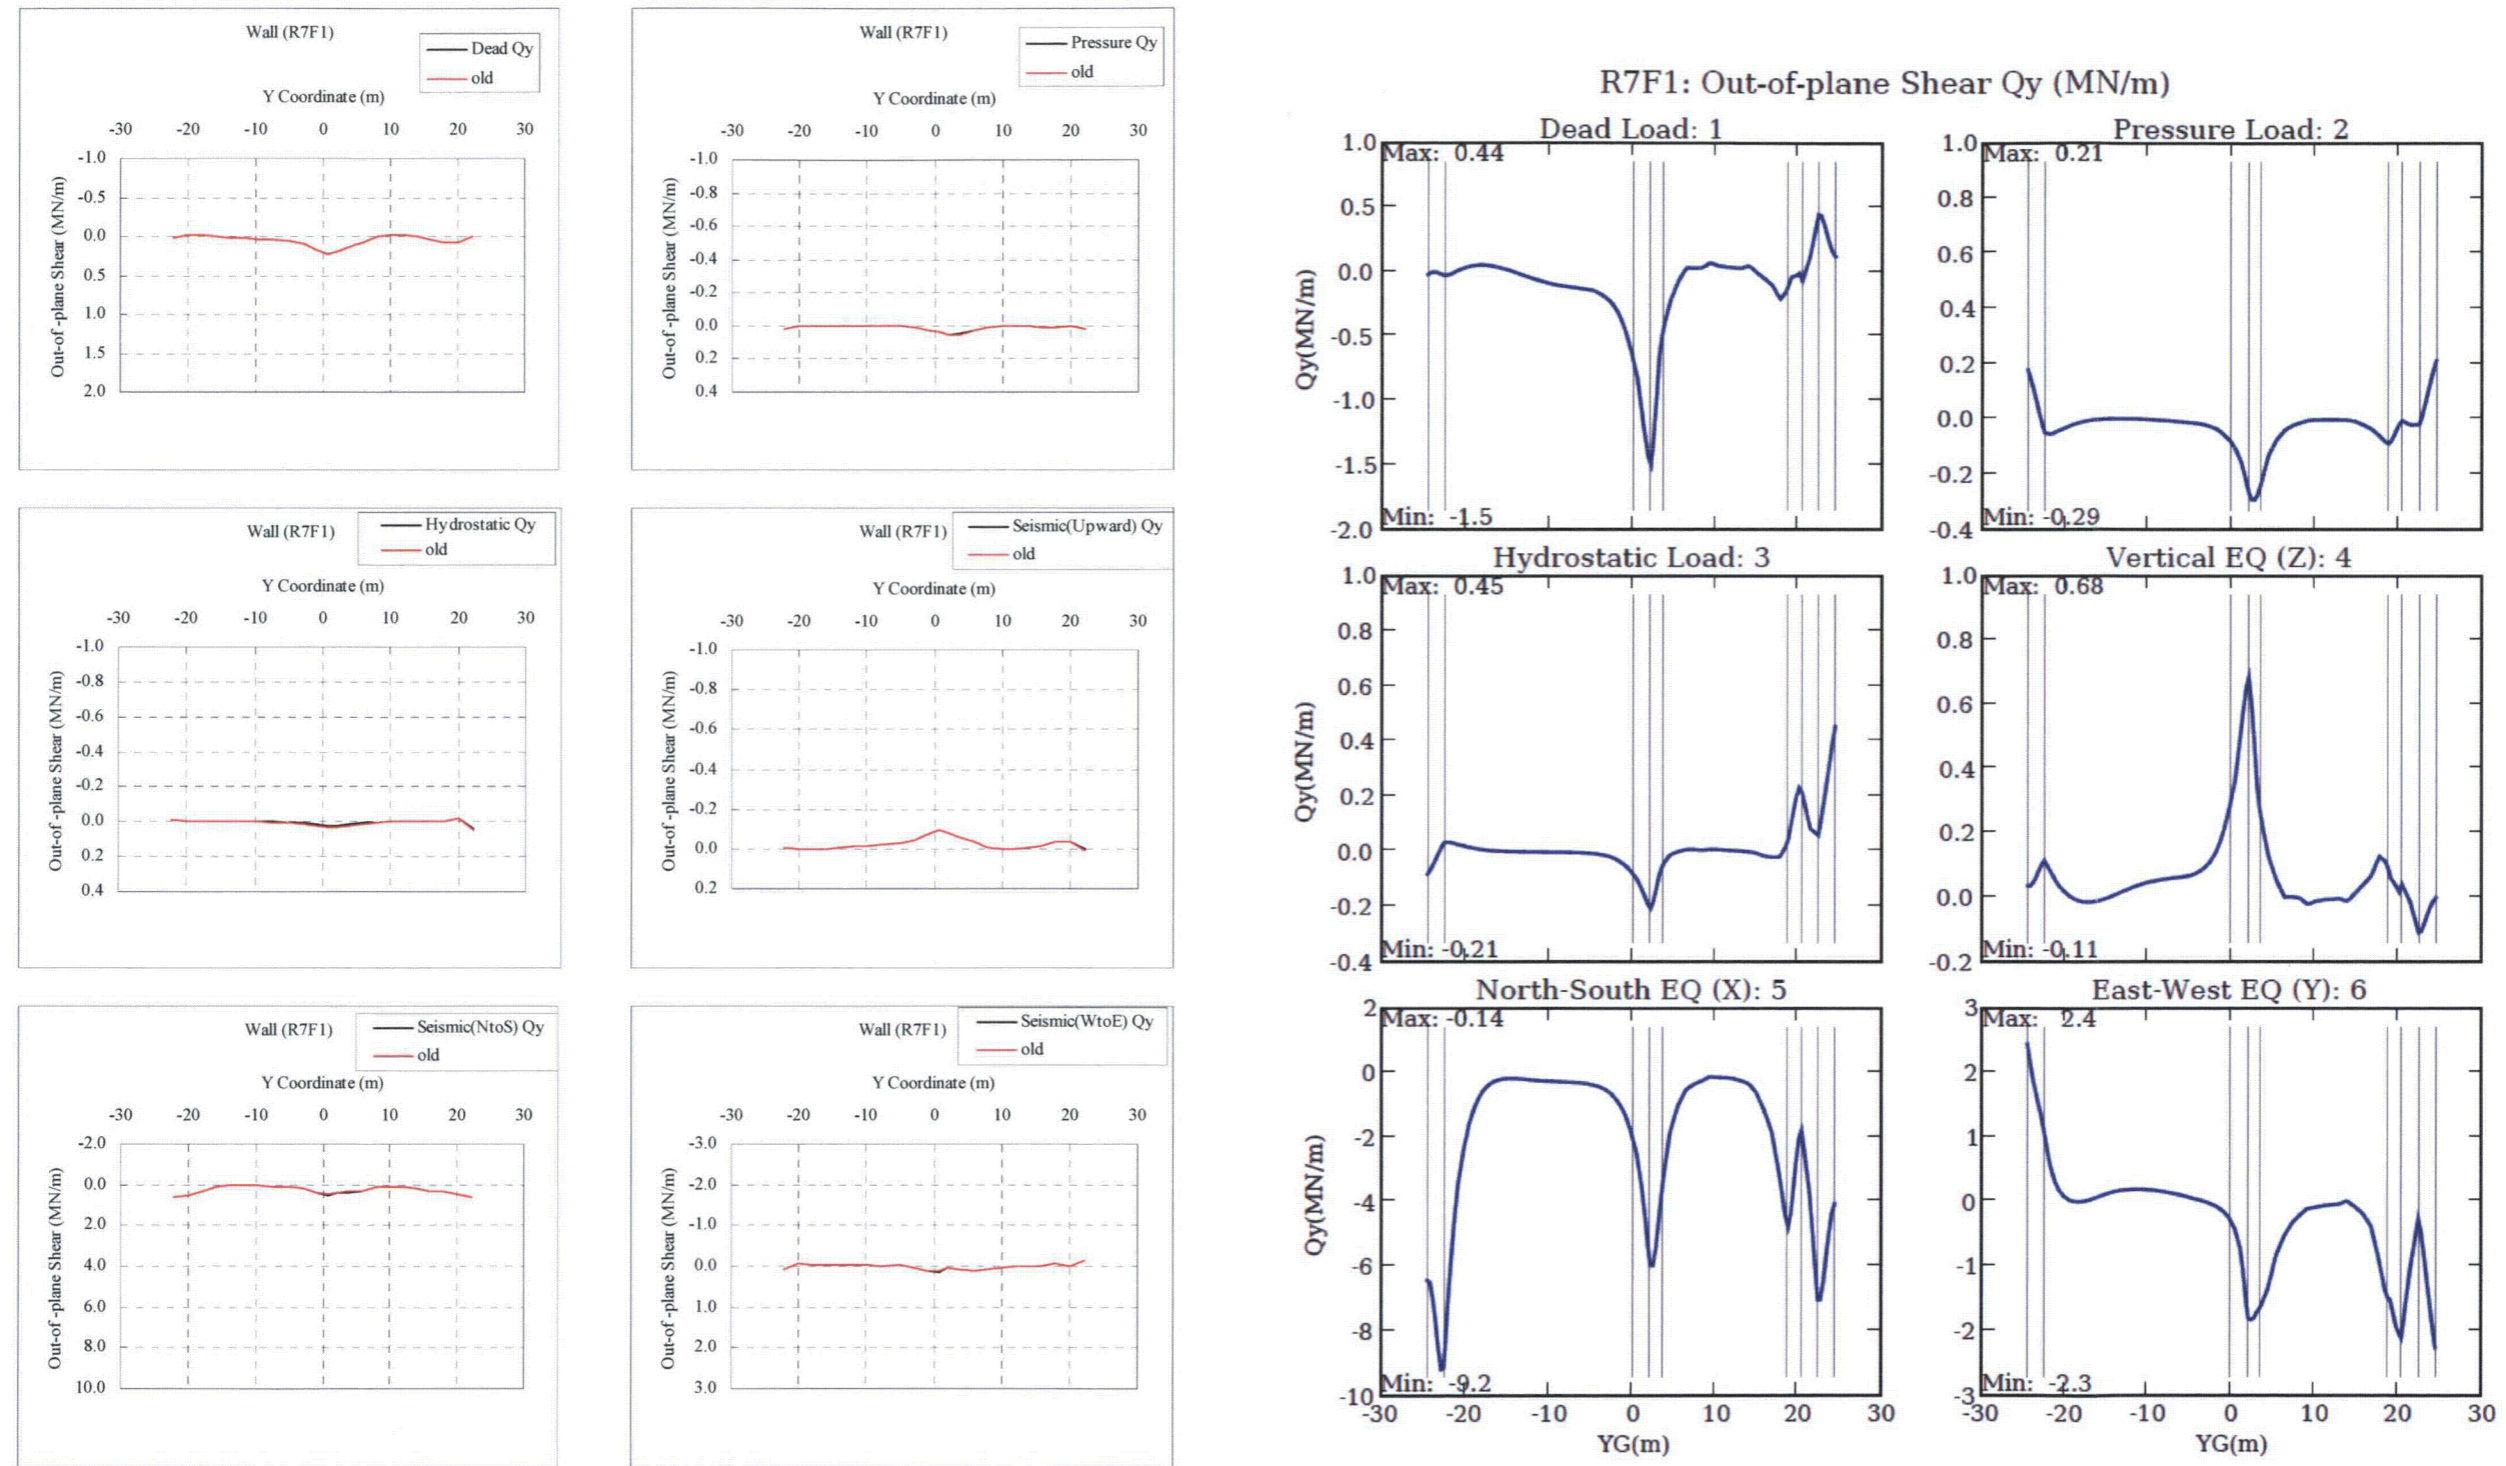 Wall (R7F1)
Dead Qy
old
Y Coordinate (m)
-30 -20 -10 0 10 20 30
-1.0
-0.5
0.0
0.5
1.0
1.5
2.0
Out-of -plane Shear (MN/m)
Wall (R7F1)
Pressure Qy
old
Y Coordinate (m)
-30 -20 -10 0 10 20 30
-1.0
-0.8
-0.6
-0.4
-0.2
0.0
0.2
0.4
Out-of -plane Shear (MN/m)
Wall (R7F1)
Hydrostatic Qy
old
Y Coordinate (m)
-30 -20 -10 0 10 20 30
-1.0
-0.8
-0.6
-0.4
-0.2
0.0
0.2
0.4
Out-of -plane Shear (MN/m)
Wall (R7F1)
Seismic(Upward) Qy
old
Y Coordinate (m)
-30 -20 -10 0 10 20 30
-1.0
-0.8
-0.6
-0.4
-0.2
0.0
0.2
Out-of -plane Shear (MN/m)
Wall (R7F1)
Seismic(NtoS) Qy
old
Y Coordinate (m)
-30 -20 -10 0 10 20 30
-2.0
0.0
2.0
4.0
6.0
8.0
10.0
Out-of -plane Shear (MN/m)
Wall (R7F1)
Seismic(WtoE) Qy
old
Y Coordinate (m)
-30 -20 -10 0 10 20 30
-3.0
-2.0
-1.0
0.0
1.0
2.0
3.0
Out-of -plane Shear (MN/m)
R7F1: Out-of-plane Shear Qy (MN/m)
Dead Load: 1
Max: 0.44
1.0
0.5
0.0
-0.5
-1.0
-1.5
-2.0
Qy(MN/m)
Min: -1.5
Pressure Load: 2
Max: 0.21
1.0
0.8
0.6
0.4
0.2
0.0
-0.2
-0.4
Min: -0.29
Hydrostatic Load: 3
Max: 0.45
1.0
0.8
0.6
0.4
0.2
0.0
-0.2
-0.4
Qy(MN/m)
Min: -0.21
Vertical EQ (Z): 4
Max: 0.68
1.0
0.8
0.6
0.4
0.2
0.0
-0.2
Min: -0.11
North-South EQ (X): 5
Max: -0.14
2
0
-2
-4
-6
-8
-10
Qy(MN/m)
Min: -9.2
-30 -20 -10 0 10 20 30
YG(m)
East-West EQ (Y): 6
Max: 2.4
3
2
1
0
-1
-2
-3
Min: -2.3
-30 -20 -10 0 10 20 30
YG(m)